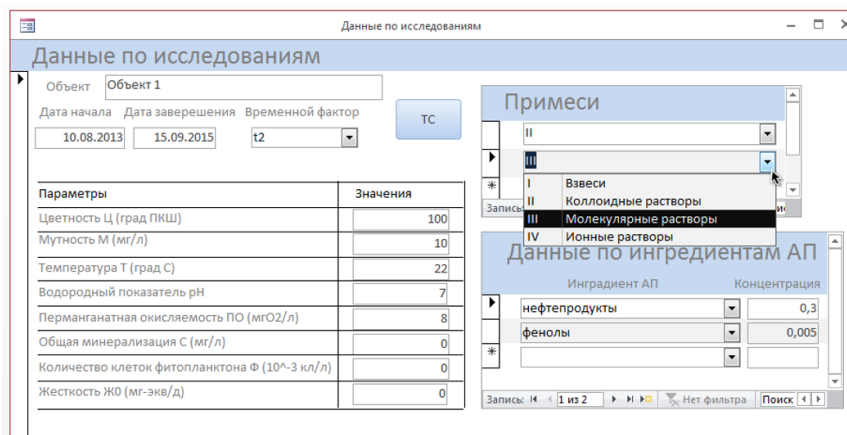 Данные по исследованиям
Данные по исследованиям
Объект Объект 1
Дата начала Дата заверешения Временной фактор
10.08.2013 15.09.2015 t2
ТС
Параметры Значения
Цветность Ц (град ПКШ) 100
Мутность М (мг/л) 10
Температура Т (град С) 22
Водородный показатель рН 7
Перманганатная окисляемость ПО (мгО2/л) 8
Общая минерализация С (мг/л) 0
Количество клеток фитопланктона Ф (10^-3 кл/л) 0
Жесткость Ж0 (мг-экв/д) 0
Примеси
II
III
I Взвеси
II Коллоидные растворы
III Молекулярные растворы
IV Ионные растворы
Запись:
Данные по ингредиентам АП
Инградиент АП Концентрация
нефтепродукты 0,3
фенолы 0,005
Запись: 1 из 2 Нет фильтра Поиск